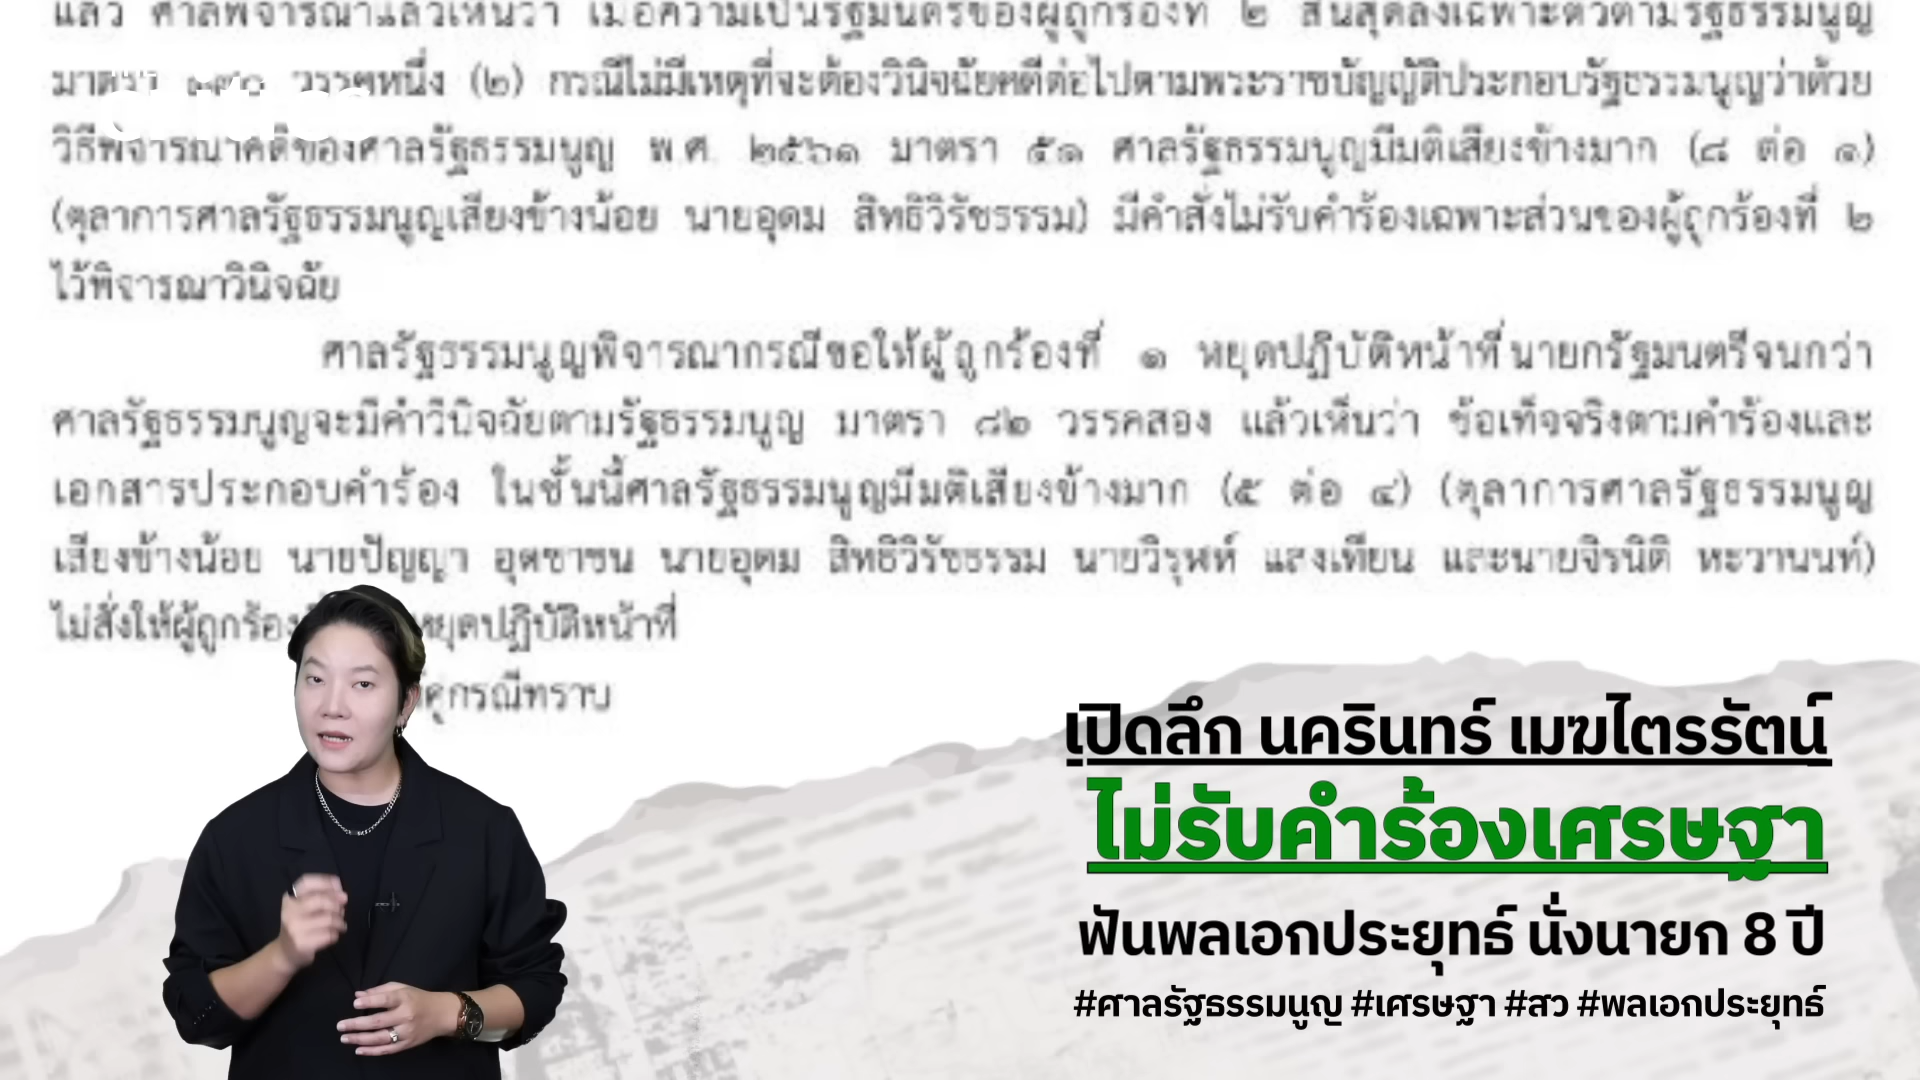 แล้ว ศาลพิจารณาแล้วเห็นว่า เมื่อความเป็นรัฐมนตรีของผู้ถูกร้องที่ ๒ สิ้นสุดลงเฉพาะตัวตามรัฐธรรมนูญ
มาตรา วรรคหนึ่ง (๒) กรณีไม่มีเหตุที่จะต้องวินิจฉัยคดีต่อไปตามพระราชบัญญัติประกอบรัฐธรรมนูญว่าด้วย
วิธีพิจารณาคดีของศาลรัฐธรรมนูญ พ.ศ. ๒๕๖๑ มาตรา ๕๑ ศาลรัฐธรรมนูญมีมติเสียงข้างมาก (๘ ต่อ ๑)
(ตุลาการศาลรัฐธรรมนูญเสียงข้างน้อย นายอุดม สิทธิวิรัชธรรม) มีคำสั่งไม่รับคำร้องเฉพาะส่วนของผู้ถูกร้องที่ ๒
ไว้พิจารณาวินิจฉัย
ศาลรัฐธรรมนูญพิจารณากรณีขอให้ผู้ถูกร้องที่ ๑ หยุดปฏิบัติหน้าที่นายกรัฐมนตรีจนกว่า
ศาลรัฐธรรมนูญจะมีคำวินิจฉัยตามรัฐธรรมนูญ มาตรา ๘๒ วรรคสอง แล้วเห็นว่า ข้อเท็จจริงตามคำร้องและ
เอกสารประกอบคำร้อง ในชั้นนี้ศาลรัฐธรรมนูญมีมติเสียงข้างมาก (๕ ต่อ ๔) (ตุลาการศาลรัฐธรรมนูญ
เสียงข้างน้อย นายปัญญา อุดชาชน นายอุดม สิทธิวิรัชธรรม นายวิรุฬห์ แสงเทียน และนายจิรนิติ หะวานนท์)
ไม่สั่งให้ผู้ถูกร้อง หยุดปฏิบัติหน้าที่
คู่กรณีทราบ
เปิดลึก นครินทร์ เมฆไตรรัตน์
ไม่รับคำร้องเศรษฐา
ฟันพลเอกประยุทธ์ นั่งนายก 8 ปี
#ศาลรัฐธรรมนูญ #เศรษฐา #สว #พลเอกประยุทธ์